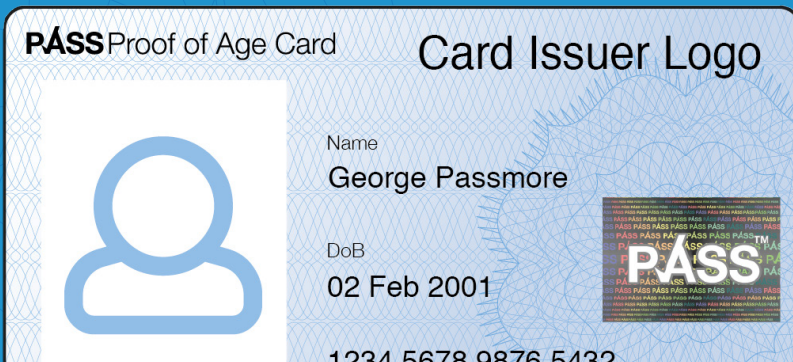 PASS Proof of Age Card
Card Issuer Logo
Name
George Passmore
DoB
02 Feb 2001
PASS™
1234 5678 9876 5432